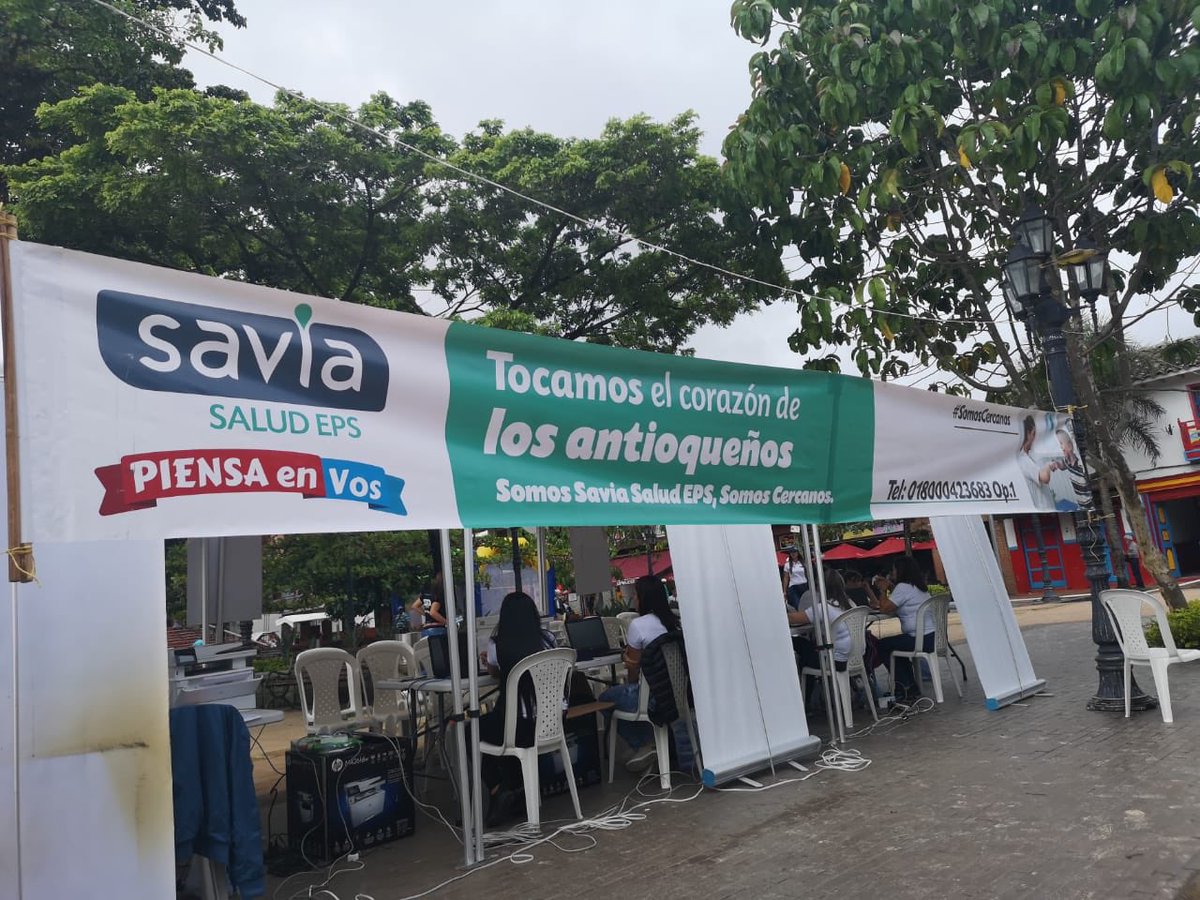 savia
SALUD EPS
PIENSA en Vos
Tocamos el corazón de
los antioqueños
Somos Savia Salud EPS, Somos Cercanos.
#SomosCercanos
Tel: 018000423683 Op.1
hp